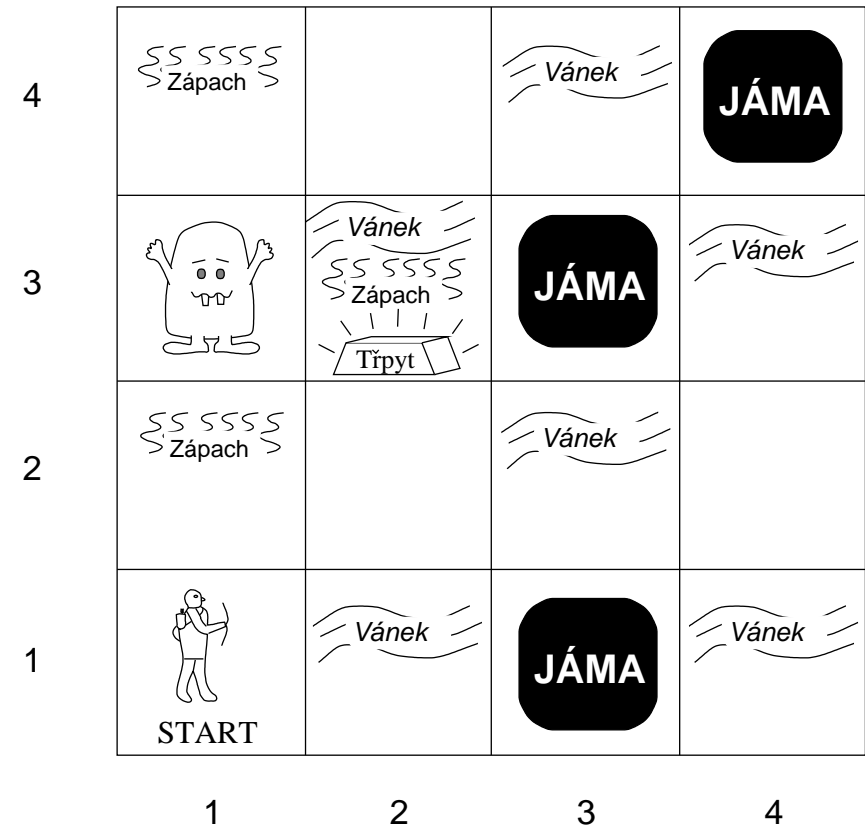 4
Zápach
Vánek
JÁMA
3
Vánek
Zápach
Třpyt
JÁMA
Vánek
2
Zápach
Vánek
1
START
Vánek
JÁMA
Vánek
1 2 3 4